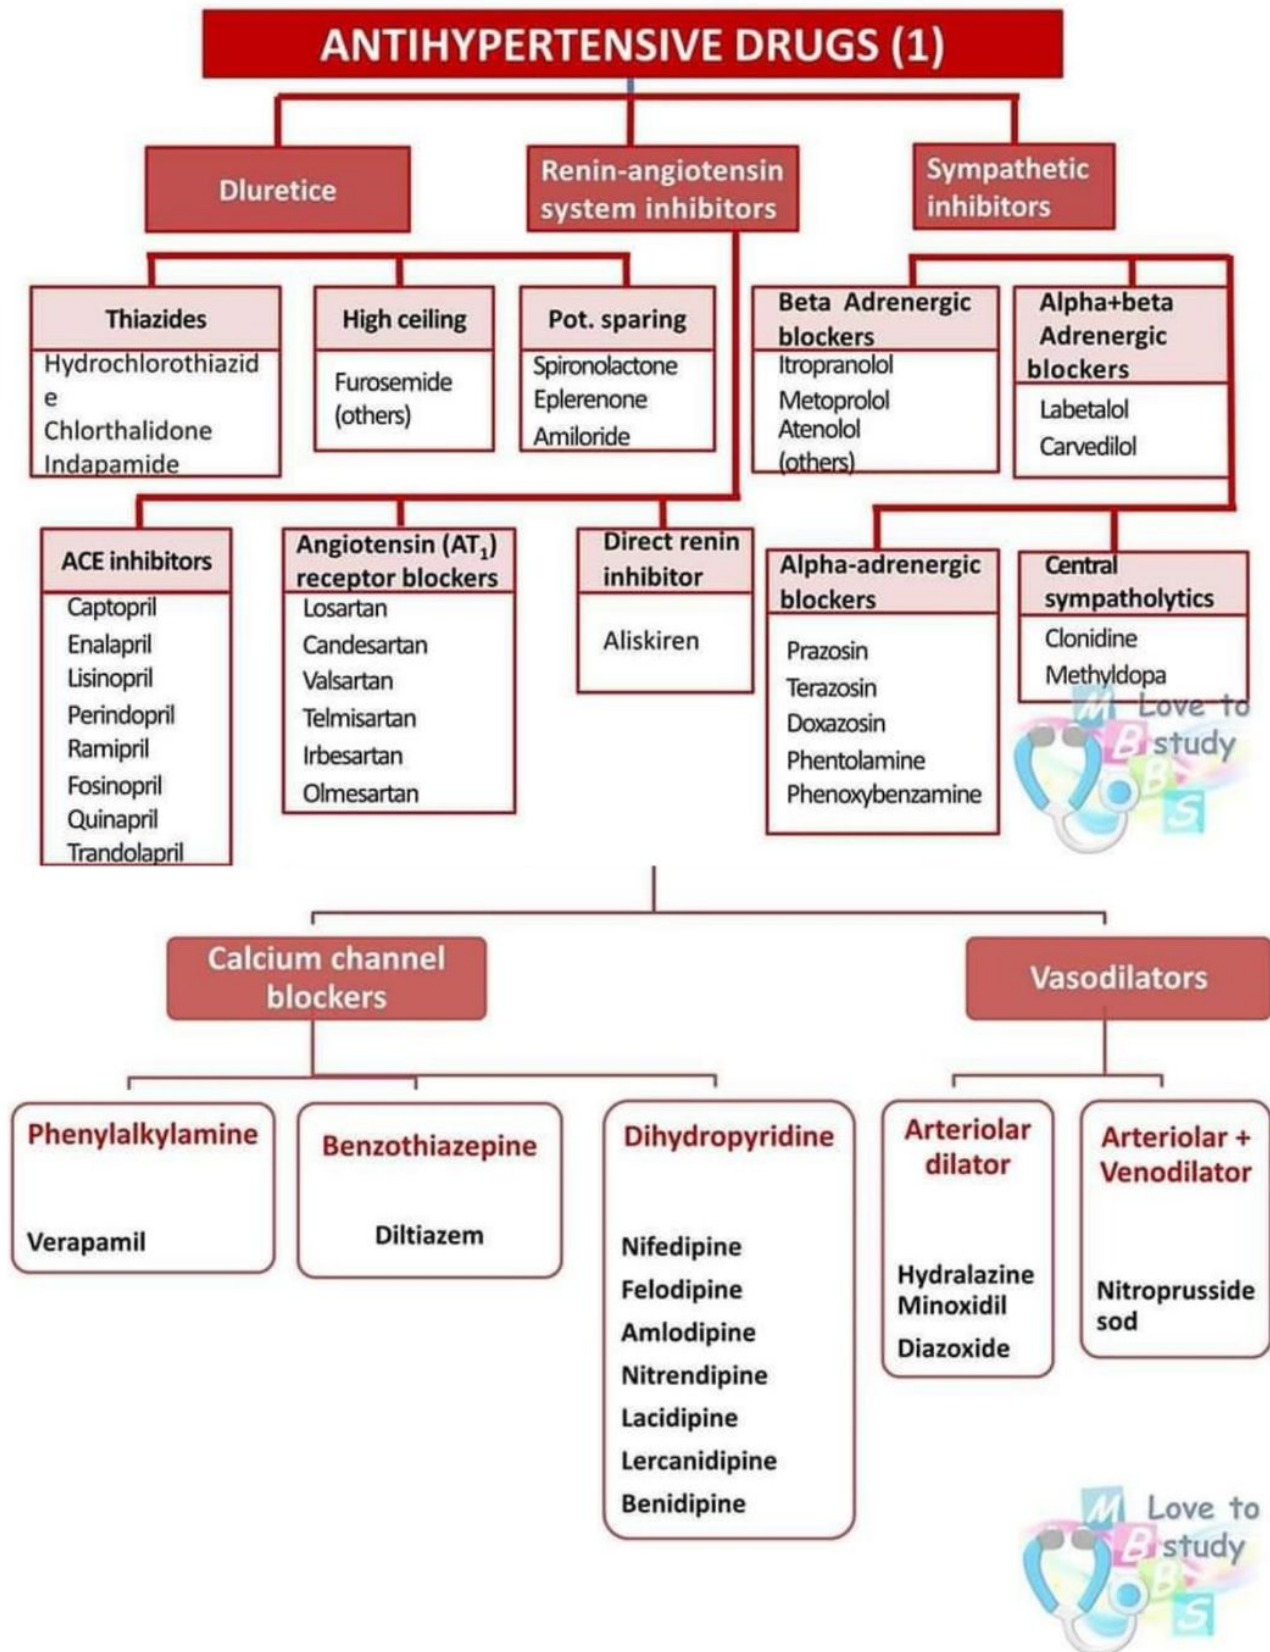 ANTIHYPERTENSIVE DRUGS (1)
Dluretice
Renin-angiotensin
system inhibitors
Sympathetic
inhibitors
Thiazides
Hydrochlorothiazid
e
Chlorthalidone
Indapamide
High ceiling
Furosemide
(others)
Pot. sparing
Spironolactone
Eplerenone
Amiloride
Beta Adrenergic
blockers
Itropranolol
Metoprolol
Atenolol
(others)
Alpha+beta
Adrenergic
blockers
Labetalol
Carvedilol
ACE inhibitors
Captopril
Enalapril
Lisinopril
Perindopril
Ramipril
Fosinopril
Quinapril
Trandolapril
Angiotensin (AT₁)
receptor blockers
Losartan
Candesartan
Valsartan
Telmisartan
Irbesartan
Olmesartan
Direct renin
inhibitor
Aliskiren
Alpha-adrenergic
blockers
Prazosin
Terazosin
Doxazosin
Phentolamine
Phenoxybenzamine
Central
sympatholytics
Clonidine
Methyldopa
Love to
study
MBBS
Calcium channel
blockers
Vasodilators
Phenylalkylamine
Verapamil
Benzothiazepine
Diltiazem
Dihydropyridine
Nifedipine
Felodipine
Amlodipine
Nitrendipine
Lacidipine
Lercanidipine
Benidipine
Arteriolar
dilator
Hydralazine
Minoxidil
Diazoxide
Arteriolar +
Venodilator
Nitroprusside
sod
Love to
study
MBBS